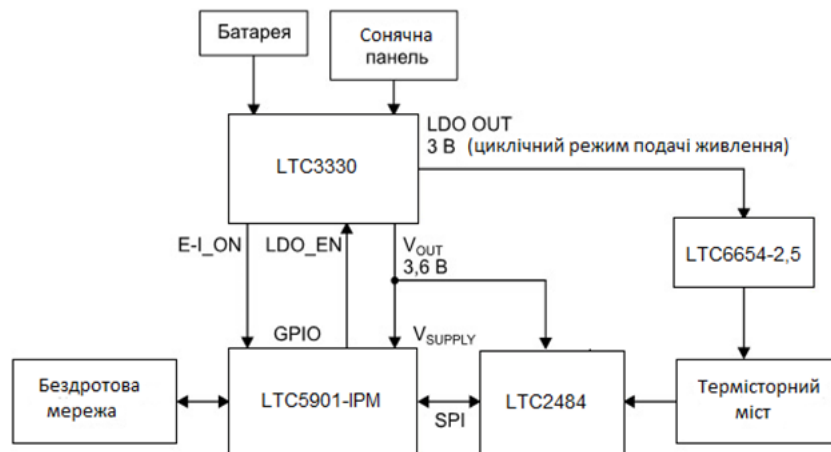 Батарея
Сонячна
панель
LTC3330
LDO OUT
3 В (циклічний режим подачі живлення)
E-I_ON
LDO_EN
VOUT
3,6 В
LTC6654-2,5
GPIO
VSUPPLY
Бездротова
мережа
LTC5901-IPM
SPI
LTC2484
Термісторний
міст